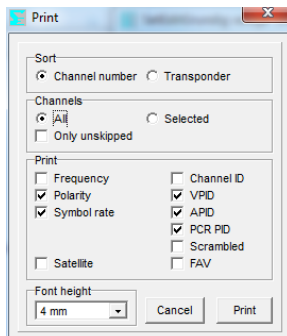 Print
Sort
Channel number Transponder
Channels
All Selected
Only unskipped
Print
Frequency Channel ID
Polarity VPID
Symbol rate APID
PCR PID
Scrambled
Satellite FAV
Font height
4 mm Cancel Print